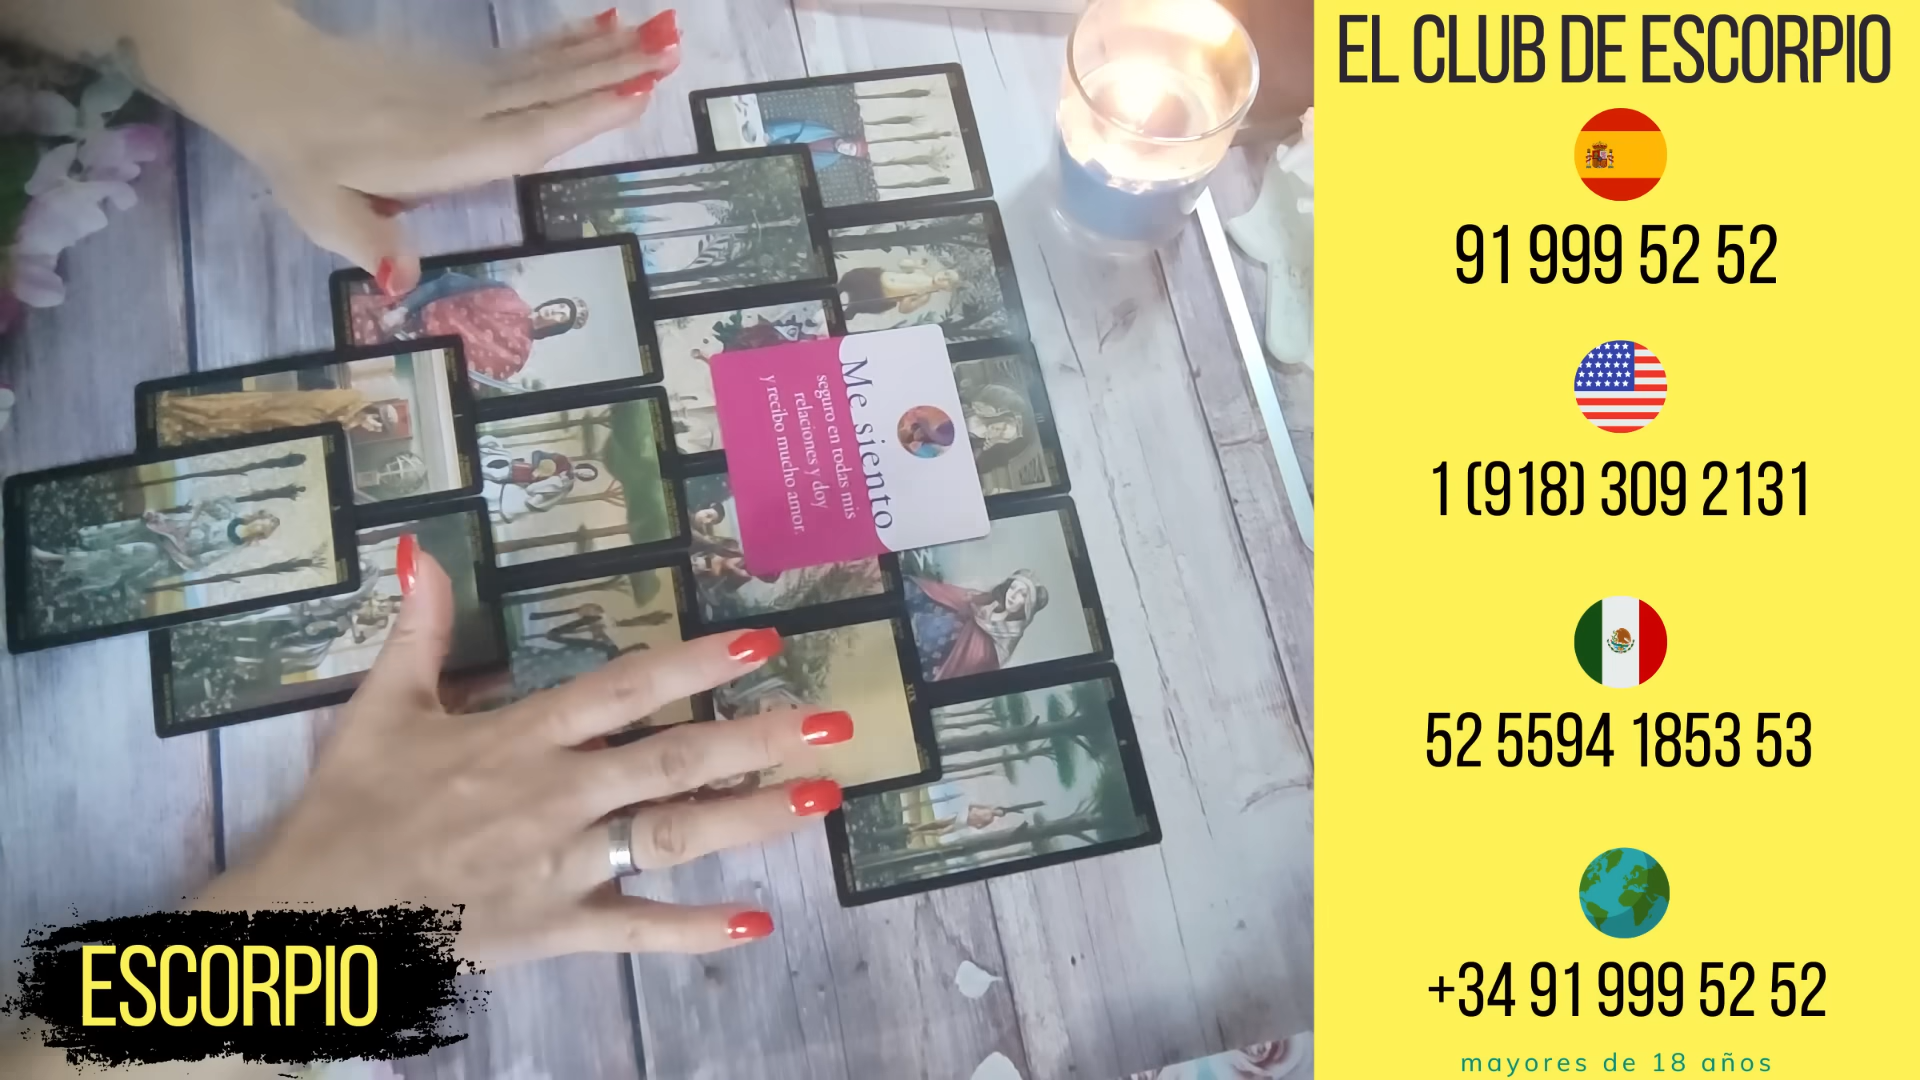 Me siento
seguro en todas mis
relaciones y doy
y recibo mucho amor.
XIX
ESCORPIO
EL CLUB DE ESCORPIO
91 999 52 52
1 (918) 309 2131
52 5594 1853 53
+34 91 999 52 52
mayores de 18 años